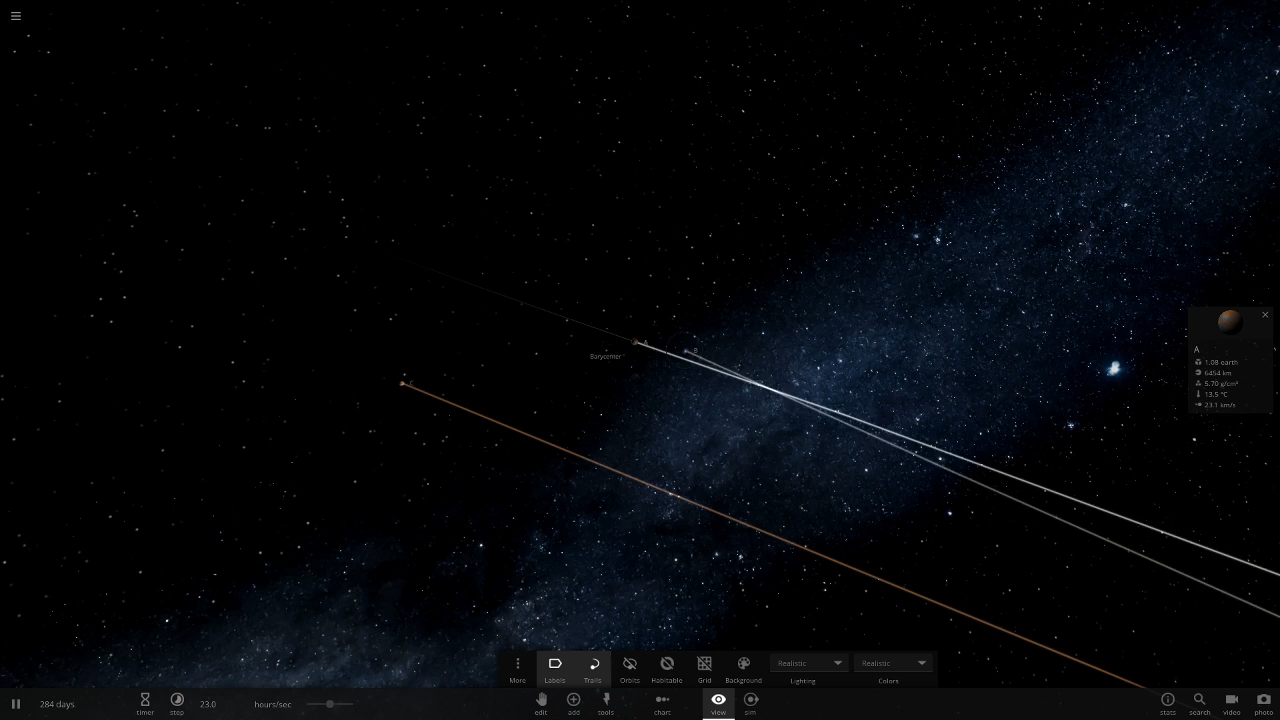 A
B
Barycenter
C
A
1.08 earth
6454 km
5.70 g/cm³
13.5 °C
23.1 km/s
More
Labels
Trails
Orbits
Habitable
Grid
Background
Realistic
Lighting
Realistic
Colors
284 days
timer
step
23.0
hours/sec
edit
add
tools
chart
view
sim
stats
search
video
photo